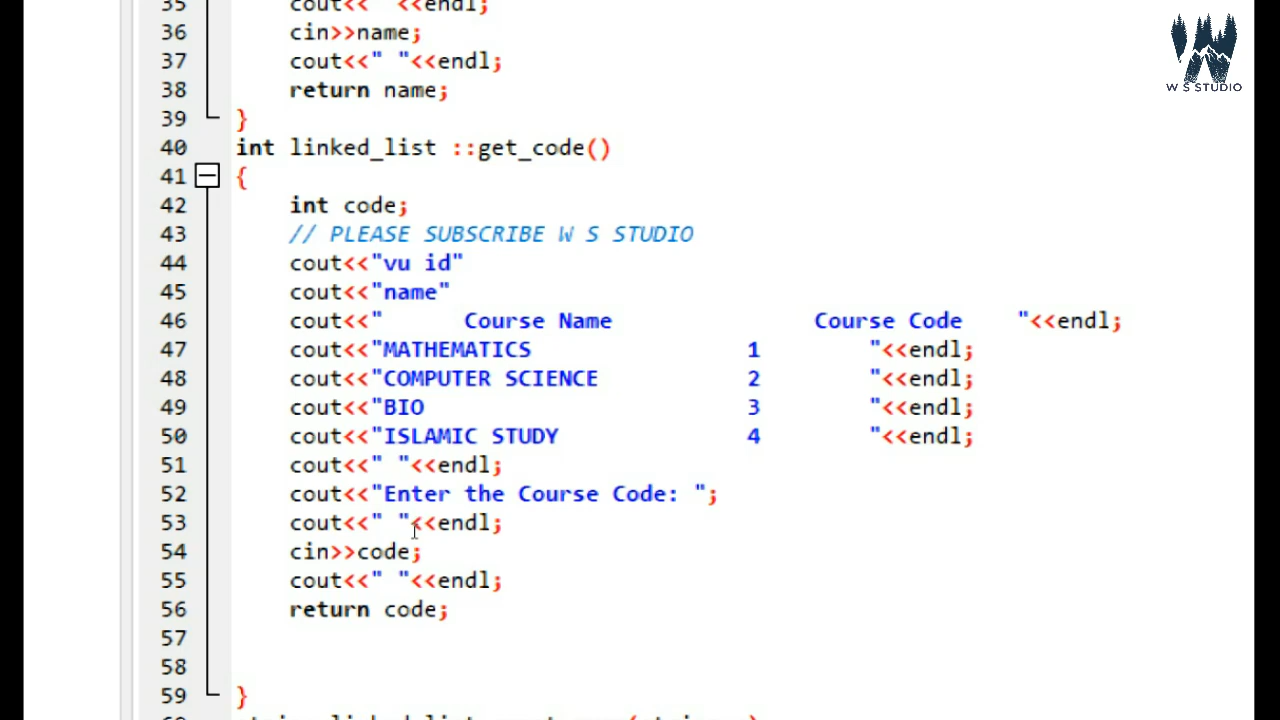 35 cout<<" "<<endl;
36 cin>>name;
37 cout<<" "<<endl;
38 return name;
39 }
40 int linked_list ::get_code()
41 {
42 int code;
43 // PLEASE SUBSCRIBE W S STUDIO
44 cout<<"vu id"
45 cout<<"name"
46 cout<<" Course Name Course Code "<<endl;
47 cout<<"MATHEMATICS 1 "<<endl;
48 cout<<"COMPUTER SCIENCE 2 "<<endl;
49 cout<<"BIO 3 "<<endl;
50 cout<<"ISLAMIC STUDY 4 "<<endl;
51 cout<<" "<<endl;
52 cout<<"Enter the Course Code: ";
53 cout<<" "<<endl;
54 cin>>code;
55 cout<<" "<<endl;
56 return code;
57
58
59 }
W S STUDIO